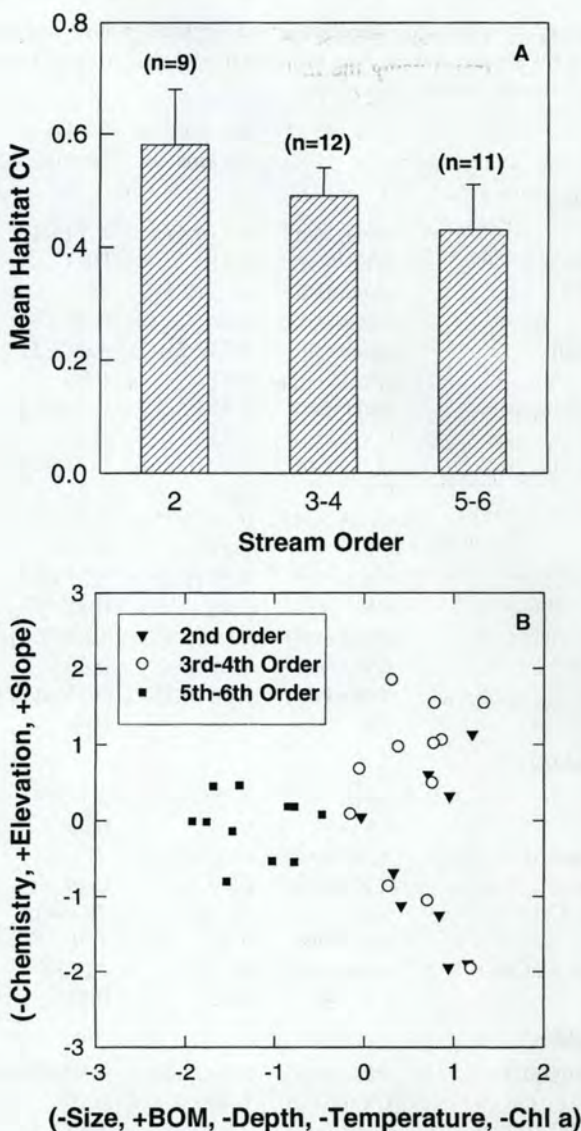 A
0.8
0.6
0.4
0.2
0.0
Mean Habitat CV
(n=9)
(n=12)
(n=11)
2
3-4
5-6
Stream Order
B
3
2
1
0
-1
-2
-3
(-Chemistry, +Elevation, +Slope)
2nd Order
3rd-4th Order
5th-6th Order
-3
-2
-1
0
1
2
(-Size, +BOM, -Depth, -Temperature, -Chl a)